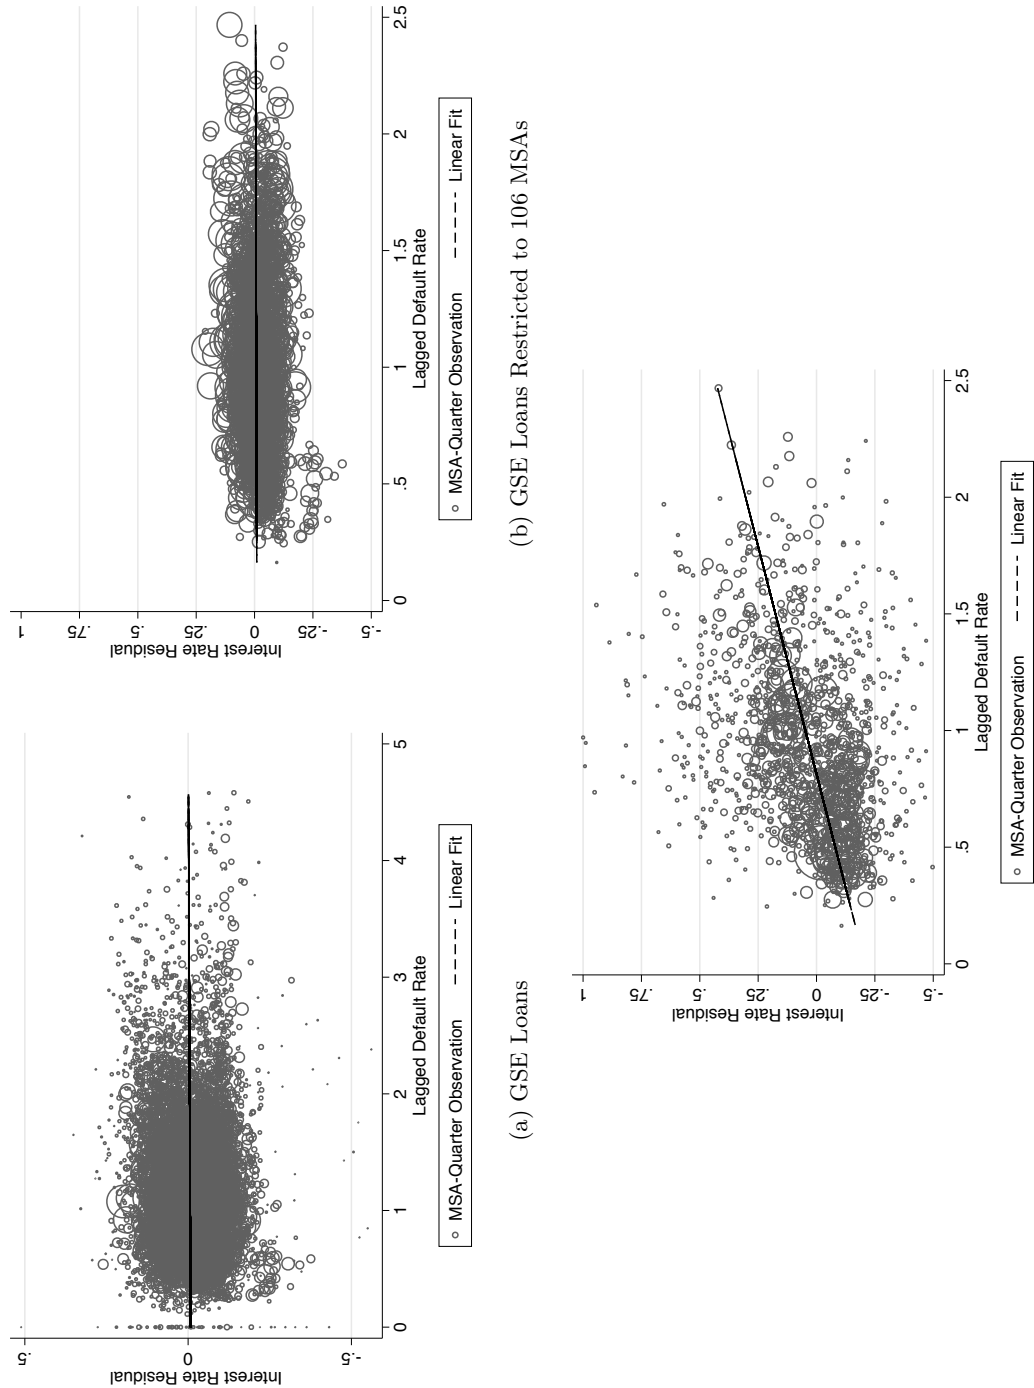 .5
0
-.5
Interest Rate Residual
0
1
2
3
4
5
Lagged Default Rate
MSA-Quarter Observation
Linear Fit
(a) GSE Loans
1
.75
.5
.25
0
-.25
-.5
Interest Rate Residual
0
.5
1
1.5
2
2.5
Lagged Default Rate
MSA-Quarter Observation
Linear Fit
(b) GSE Loans Restricted to 106 MSAs
1
.75
.5
.25
0
-.25
-.5
Interest Rate Residual
0
.5
1
1.5
2
2.5
Lagged Default Rate
MSA-Quarter Observation
Linear Fit